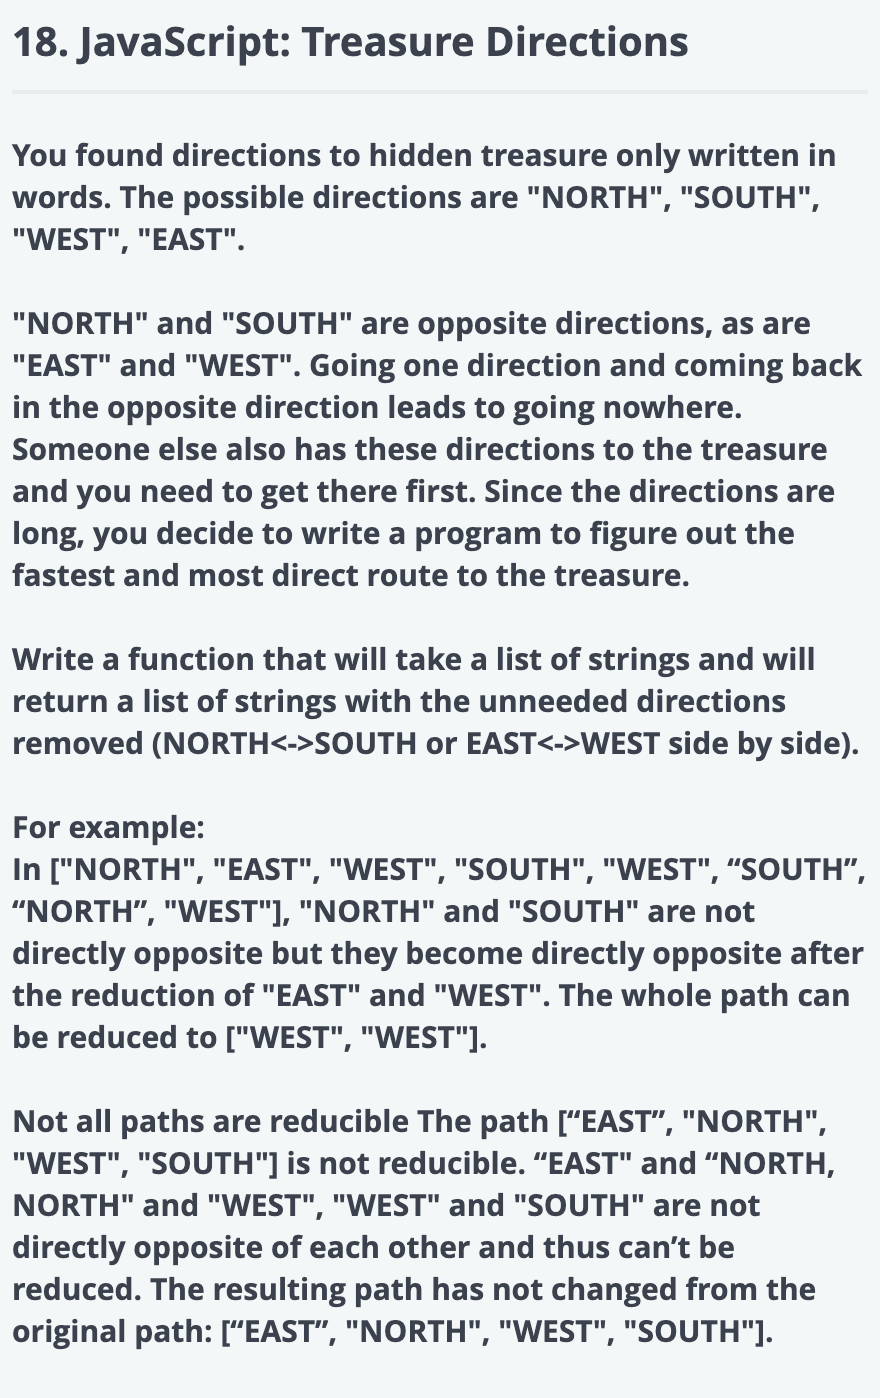 18. JavaScript: Treasure Directions
You found directions to hidden treasure only written in
words. The possible directions are "NORTH", "SOUTH",
"WEST", "EAST".
"NORTH" and "SOUTH" are opposite directions, as are
"EAST" and "WEST". Going one direction and coming back
in the opposite direction leads to going nowhere.
Someone else also has these directions to the treasure
and you need to get there first. Since the directions are
long, you decide to write a program to figure out the
fastest and most direct route to the treasure.
Write a function that will take a list of strings and will
return a list of strings with the unneeded directions
removed (NORTH<->SOUTH or EAST<->WEST side by side).
For example:
In ["NORTH", "EAST", "WEST", "SOUTH", "WEST", “SOUTH”,
“NORTH”, "WEST"], "NORTH" and "SOUTH" are not
directly opposite but they become directly opposite after
the reduction of "EAST" and "WEST". The whole path can
be reduced to ["WEST", "WEST"].
Not all paths are reducible The path [“EAST”, "NORTH",
"WEST", "SOUTH"] is not reducible. “EAST" and “NORTH,
NORTH" and "WEST", "WEST" and "SOUTH" are not
directly opposite of each other and thus can’t be
reduced. The resulting path has not changed from the
original path: [“EAST”, "NORTH", "WEST", "SOUTH"].